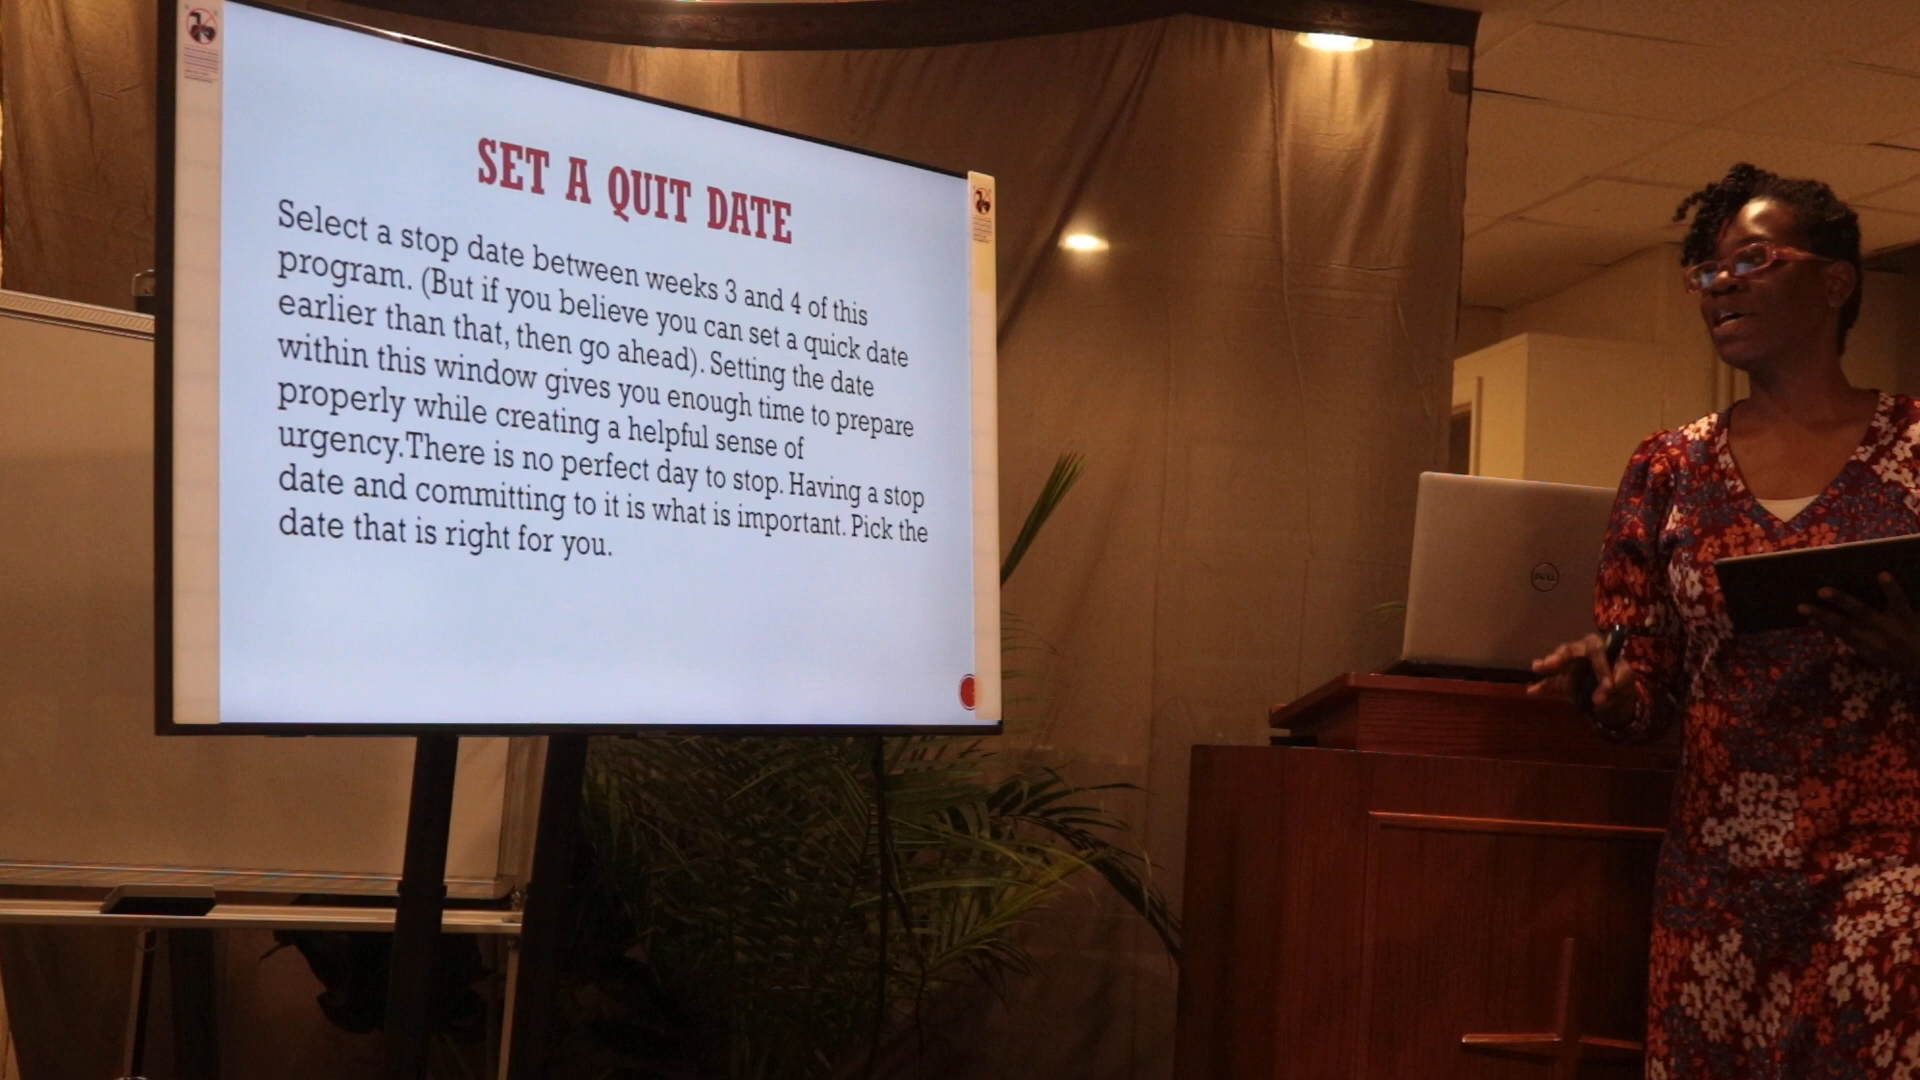 SET A QUIT DATE
Select a stop date between weeks 3 and 4 of this
program. (But if you believe you can set a quick date
earlier than that, then go ahead). Setting the date
within this window gives you enough time to prepare
properly while creating a helpful sense of
urgency.There is no perfect day to stop. Having a stop
date and committing to it is what is important. Pick the
date that is right for you.
DELL